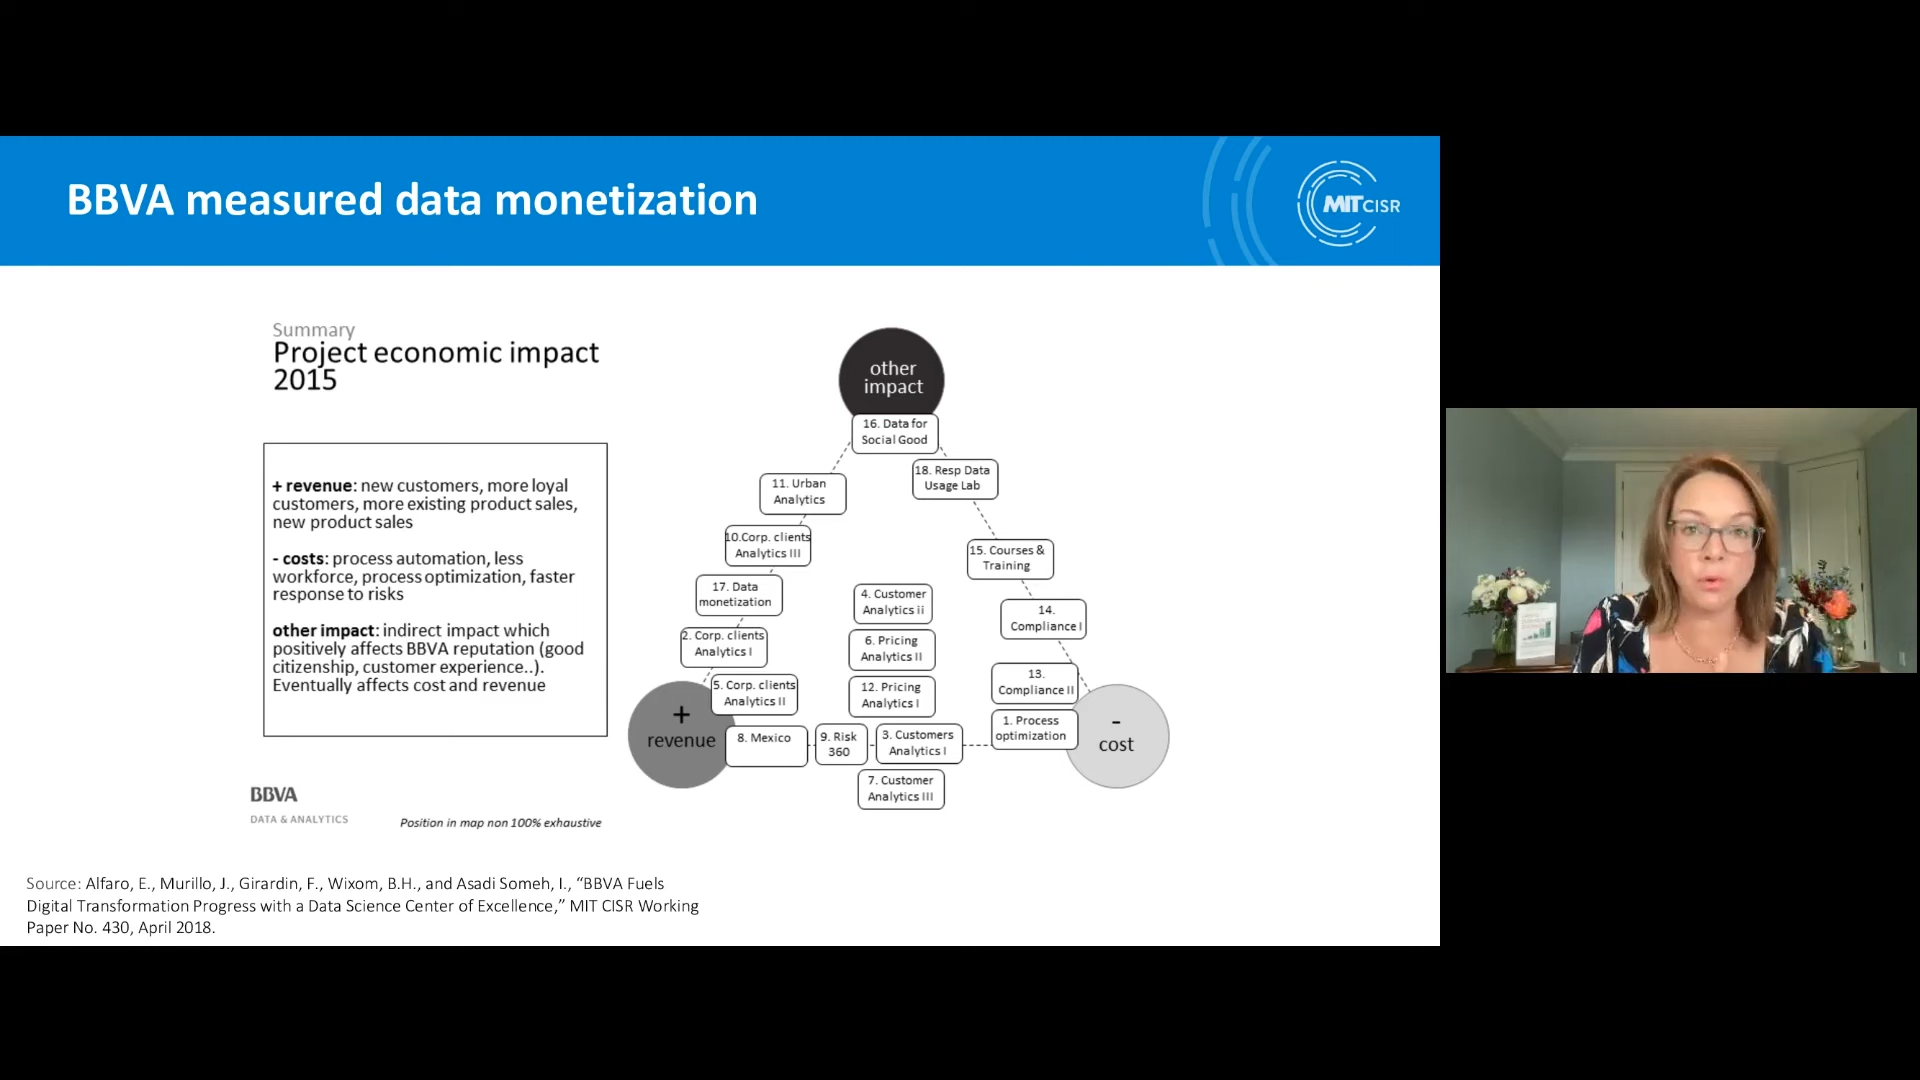 BBVA measured data monetization
MIT CISR
Summary
Project economic impact
2015
+ revenue: new customers, more loyal
customers, more existing product sales,
new product sales
- costs: process automation, less
workforce, process optimization, faster
response to risks
other impact: indirect impact which
positively affects BBVA reputation (good
citizenship, customer experience..).
Eventually affects cost and revenue
BBVA
DATA & ANALYTICS
Position in map non 100% exhaustive
other
impact
16. Data for
Social Good
18. Resp Data
Usage Lab
11. Urban
Analytics
10.Corp. clients
Analytics III
15. Courses &
Training
17. Data
monetization
4. Customer
Analytics ii
14.
Compliance I
2. Corp. clients
Analytics I
6. Pricing
Analytics II
13.
Compliance II
5. Corp. clients
Analytics II
12. Pricing
Analytics I
1. Process
optimization
+
revenue
8. Mexico
9. Risk
360
3. Customers
Analytics I
-
cost
7. Customer
Analytics III
Source: Alfaro, E., Murillo, J., Girardin, F., Wixom, B.H., and Asadi Someh, I., “BBVA Fuels
Digital Transformation Progress with a Data Science Center of Excellence,” MIT CISR Working
Paper No. 430, April 2018.